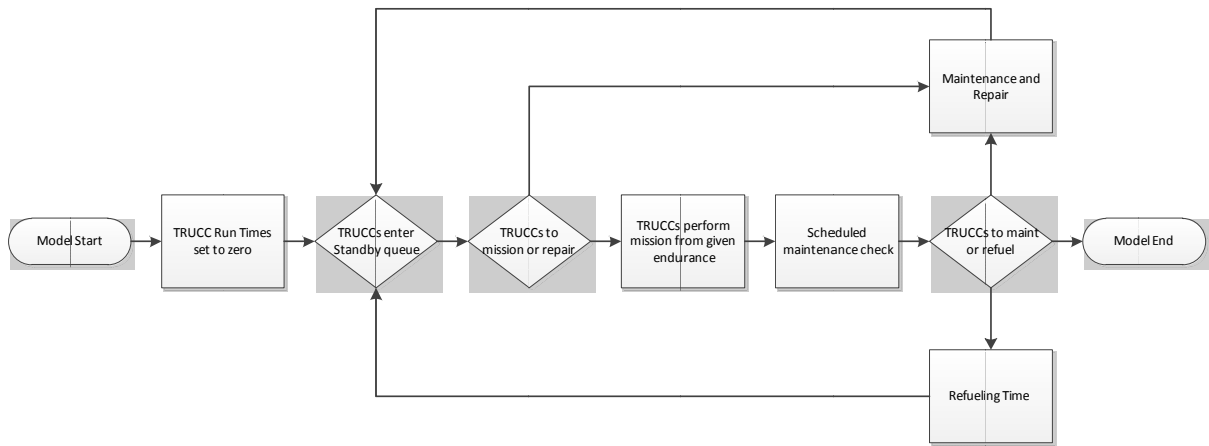 Maintenance and
Repair
Model Start
TRUCC Run Times
set to zero
TRUCCs enter
Standby queue
TRUCCs to
mission or repair
TRUCCs perform
mission from given
endurance
Scheduled
maintenance check
TRUCCs to maint
or refuel
Model End
Refueling Time